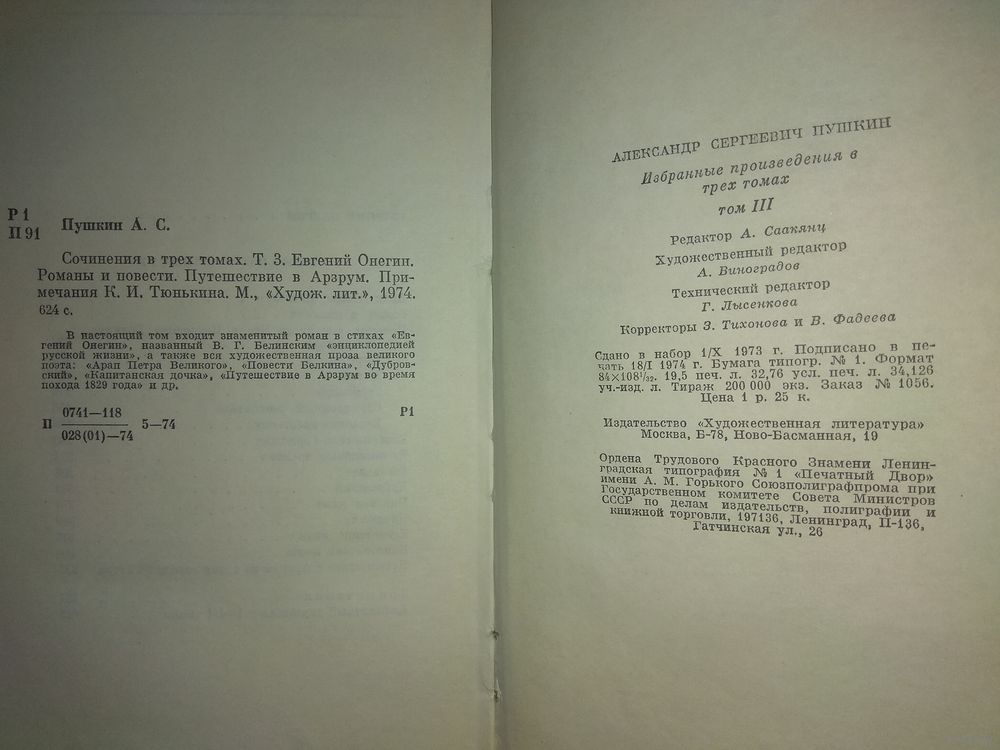 Р1
П91
Пушкин А. С.
Сочинения в трех томах. Т. 3. Евгений Онегин.
Романы и повести. Путешествие в Арзрум. При-
мечания К. И. Тюнькина. М., «Худож. лит.», 1974.
624 с.
В настоящий том входит знаменитый роман в стихах «Ев-
гений Онегин», названный В. Г. Белинским «энциклопедией
русской жизни», а также вся художественная проза великого
поэта: «Арап Петра Великого», «Повести Белкина», «Дубров-
ский», «Капитанская дочка», «Путешествие в Арзрум во время
похода 1829 года» и др.
П 0741—118
028(01)—74 5—74
Р1
АЛЕКСАНДР СЕРГЕЕВИЧ ПУШКИН
Избранные произведения в
трех томах
том III
Редактор А. Саакянц
Художественный редактор
А. Виноградов
Технический редактор
Г. Лысенкова
Корректоры З. Тихонова и В. Фадеева
Сдано в набор 1/X 1973 г. Подписано в пе-
чать 18/I 1974 г. Бумага типогр. № 1. Формат
84×108¹/₃₂. 19,5 печ. л. 32,76 усл. печ. л. 34,126
уч.-изд. л. Тираж 200 000 экз. Заказ № 1056.
Цена 1 р. 25 к.
Издательство «Художественная литература»
Москва, Б-78, Ново-Басманная, 19
Ордена Трудового Красного Знамени Ленин-
градская типография № 1 «Печатный Двор»
имени А. М. Горького Союзполиграфпрома при
Государственном комитете Совета Министров
СССР по делам издательств, полиграфии и
книжной торговли, 197136, Ленинград, П-136,
Гатчинская ул., 26